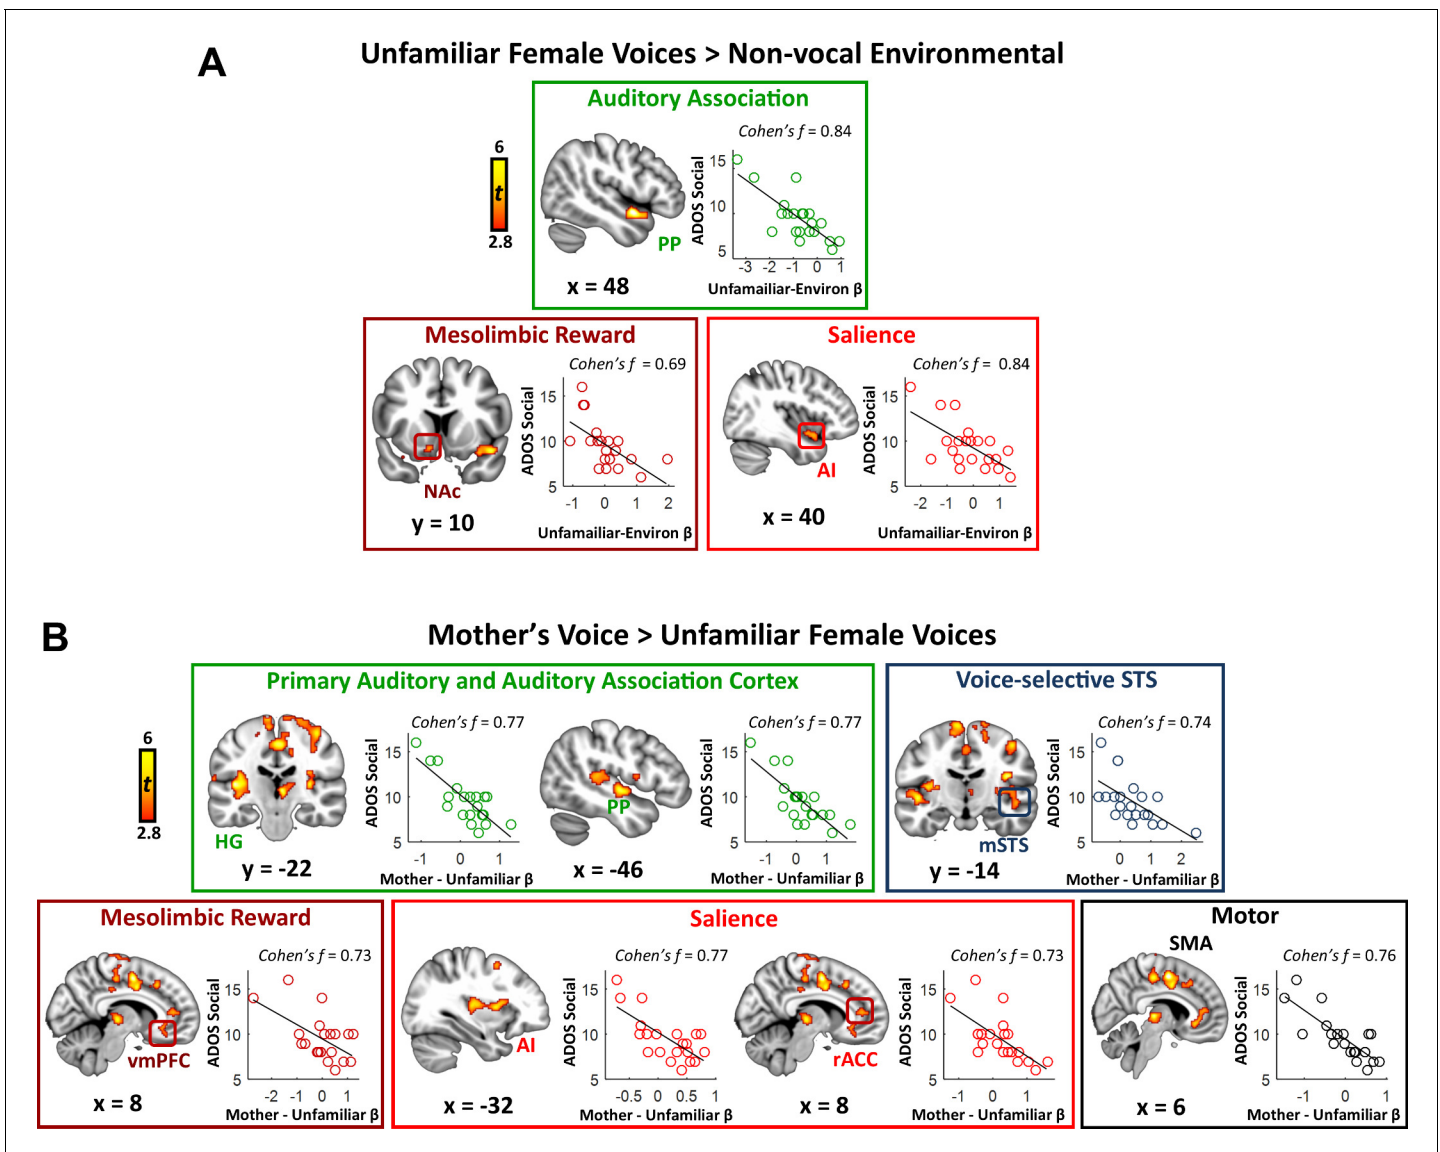 A
Unfamiliar Female Voices > Non-vocal Environmental
Auditory Association
Cohen's f = 0.84
6
t
2.8
ADOS Social
15
10
5
PP
-3 -2 -1 0 1
x = 48
Unfamailiar-Environ β
Mesolimbic Reward
Cohen's f = 0.69
ADOS Social
15
10
5
NAc
-1 0 1 2
y = 10
Unfamailiar-Environ β
Salience
Cohen's f = 0.84
ADOS Social
15
10
5
AI
-2 -1 0 1
x = 40
Unfamailiar-Environ β
B
Mother's Voice > Unfamiliar Female Voices
Primary Auditory and Auditory Association Cortex
6
t
2.8
Cohen's f = 0.77
ADOS Social
15
10
5
HG
-1 0 1
y = -22
Mother - Unfamiliar β
Cohen's f = 0.77
ADOS Social
15
10
5
PP
-1 0 1
x = -46
Mother - Unfamiliar β
Voice-selective STS
Cohen's f = 0.74
ADOS Social
15
10
5
mSTS
0 1 2
y = -14
Mother - Unfamiliar β
Mesolimbic Reward
Cohen's f = 0.73
ADOS Social
15
10
5
vmPFC
-2 -1 0 1
x = 8
Mother - Unfamiliar β
Salience
Cohen's f = 0.77
ADOS Social
15
10
5
AI
-0.5 0 0.5 1
x = -32
Mother - Unfamiliar β
Cohen's f = 0.73
ADOS Social
15
10
5
rACC
-1 0 1
x = 8
Mother - Unfamiliar β
Motor
SMA
Cohen's f = 0.76
ADOS Social
15
10
5
-1 0 1
x = 6
Mother - Unfamiliar β